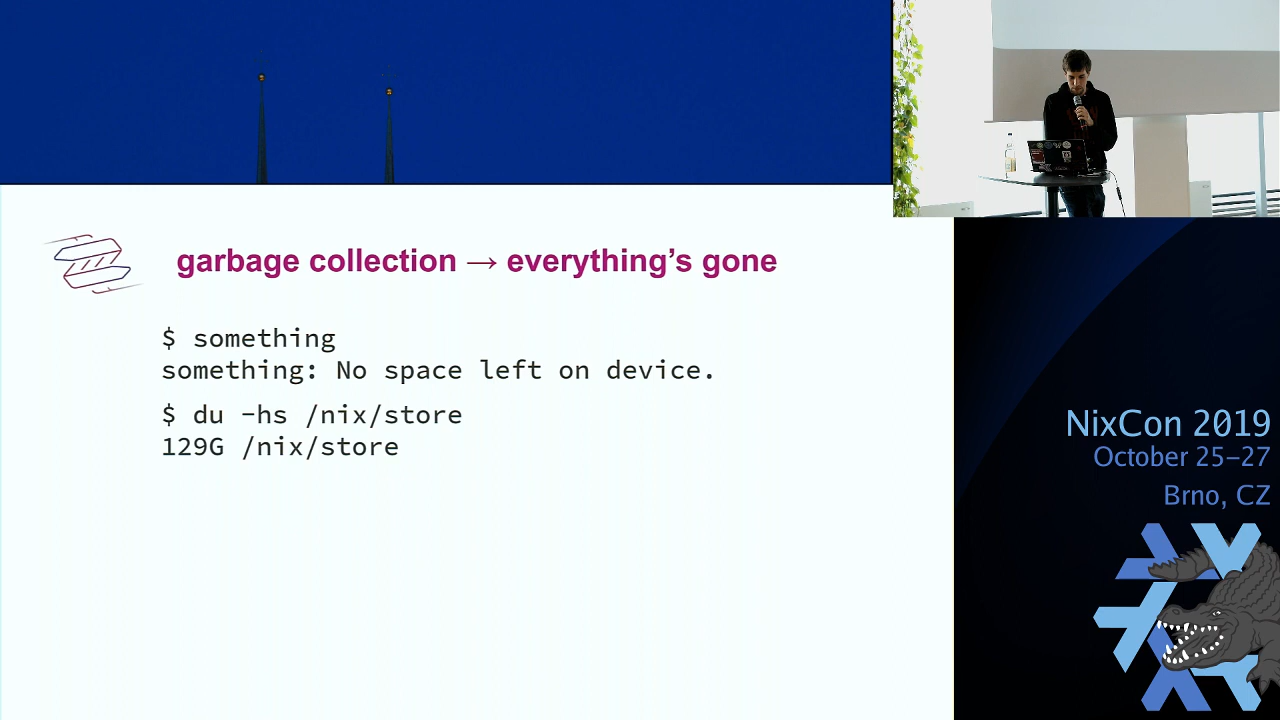 garbage collection → everything’s gone
$ something
something: No space left on device.
$ du -hs /nix/store
129G /nix/store
NixCon 2019
October 25–27
Brno, CZ